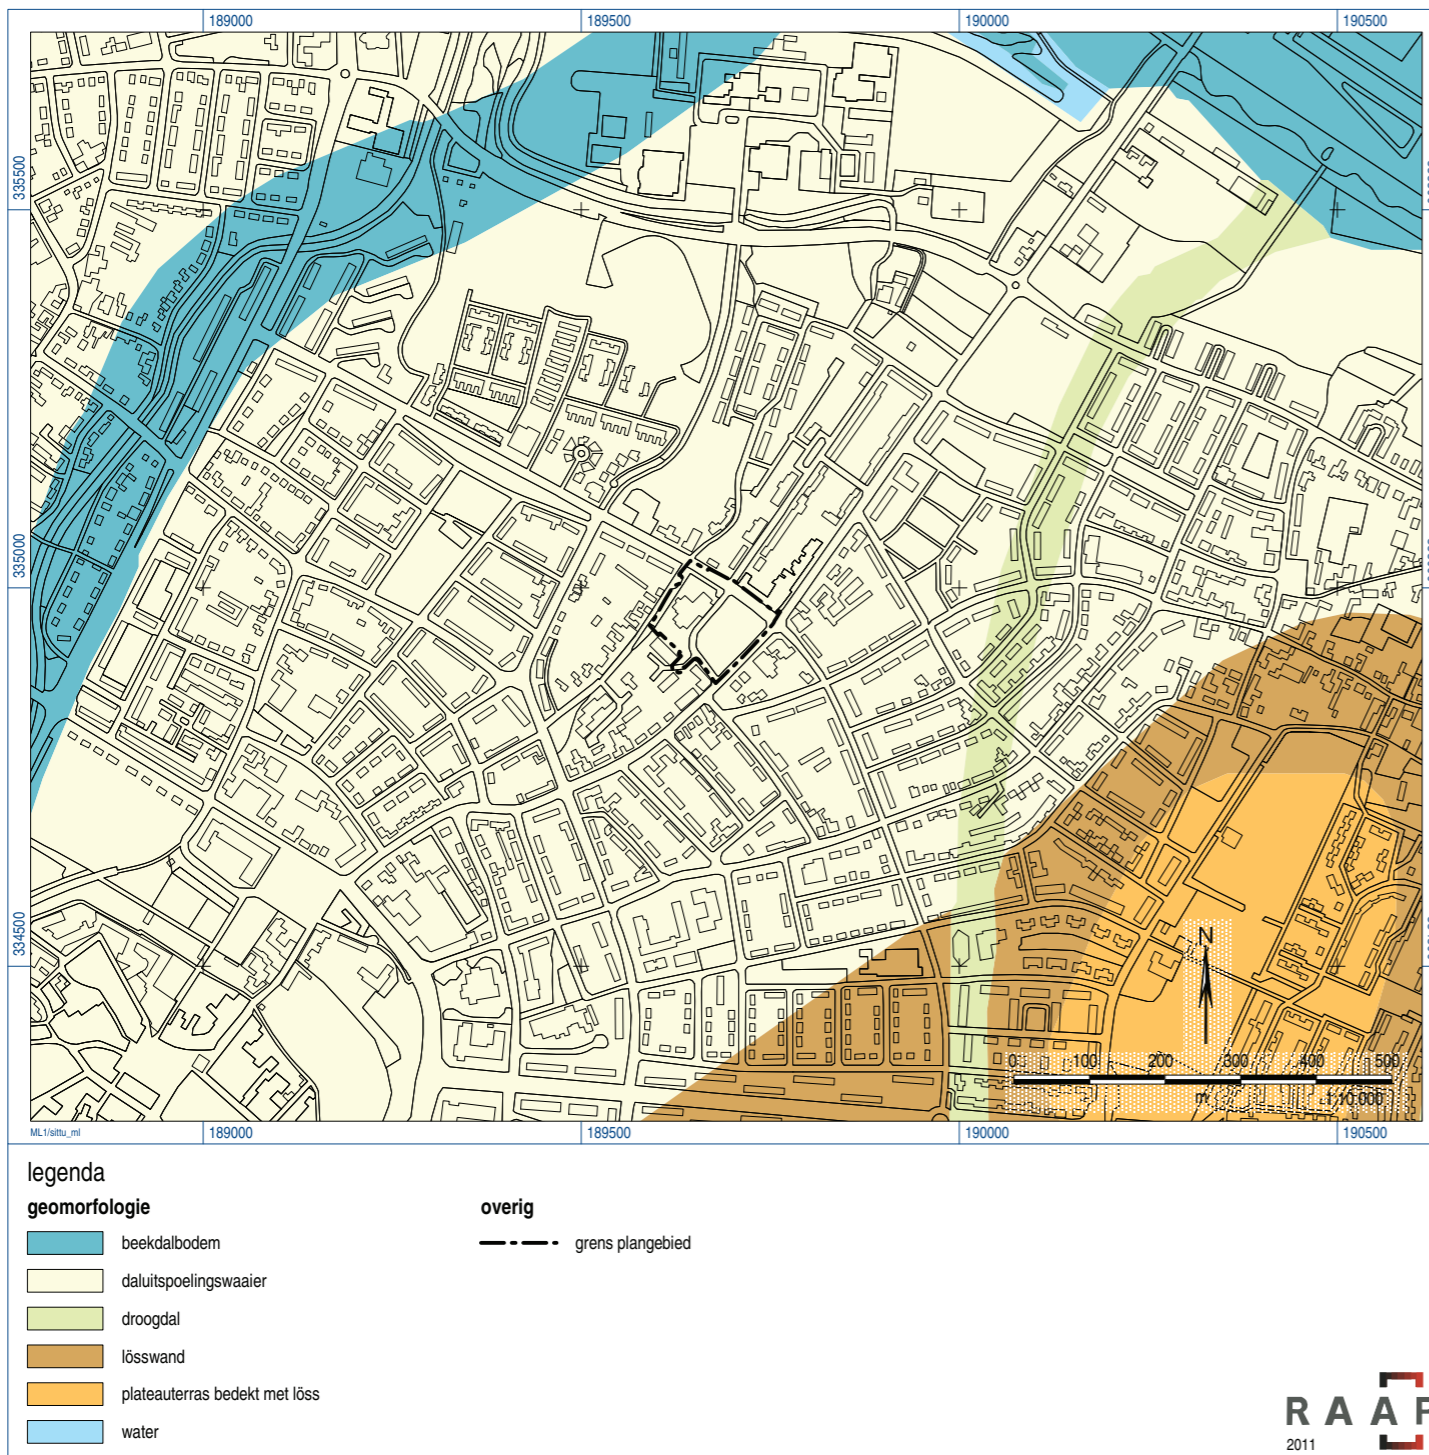 189000 189500 190000 190500
335500
335000
334500
N
0 100 200 300 400 500
m 1:10.000
ML1/sittu_ml
189000 189500 190000 190500
legenda
geomorfologie
beekdalbodem
daluitspoelingswaaier
droogdal
lösswand
plateauterras bedekt met löss
water
overig
grens plangebied
RAAP
2011